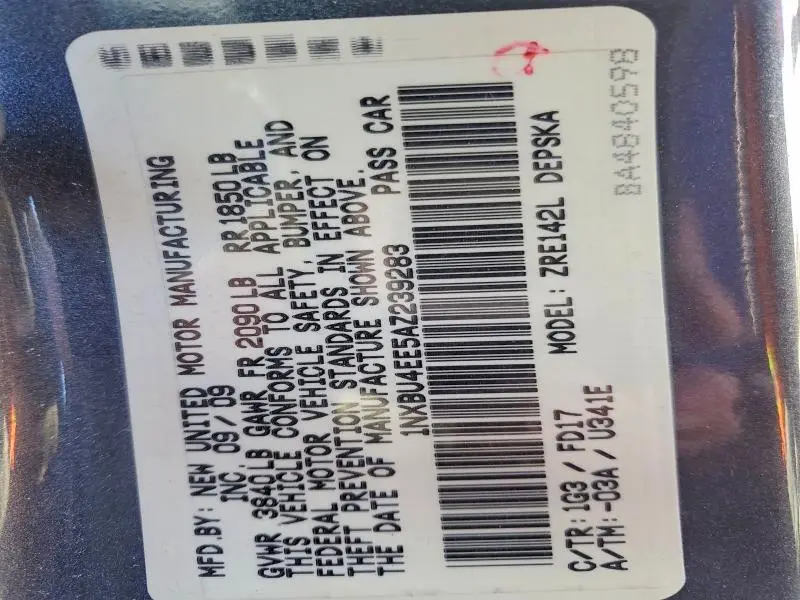 MFD.BY: NEW UNITED MOTOR MANUFACTURING
INC. 09/09
GVWR 3840LB GAWR FR 2090LB RR 1850LB
THIS VEHICLE CONFORMS TO ALL APPLICABLE
FEDERAL MOTOR VEHICLE SAFETY, BUMPER, AND
THEFT PREVENTION STANDARDS IN EFFECT ON
THE DATE OF MANUFACTURE SHOWN ABOVE.
1NXBU4EE5AZ239283 PASS CAR
C/TR: 1G3 / FD17 MODEL: ZRE142L DEPSKA
A/TM: -03A / U341E
BA4840598